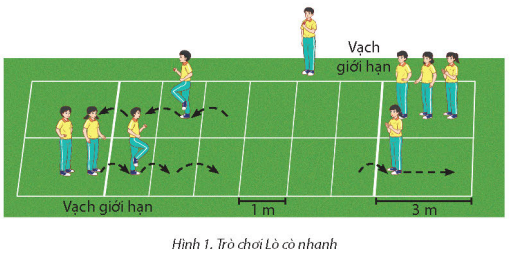 Vạch
giới hạn
Vạch giới hạn
1 m
3 m
Hình 1. Trò chơi Lò cò nhanh